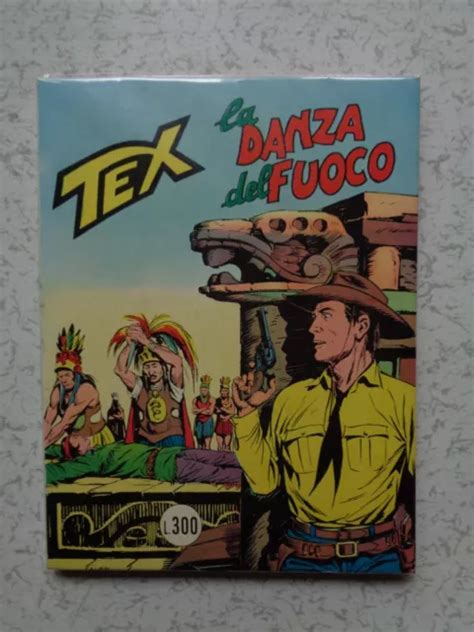 TEX
la
DANZA
del FUOCO
L.300